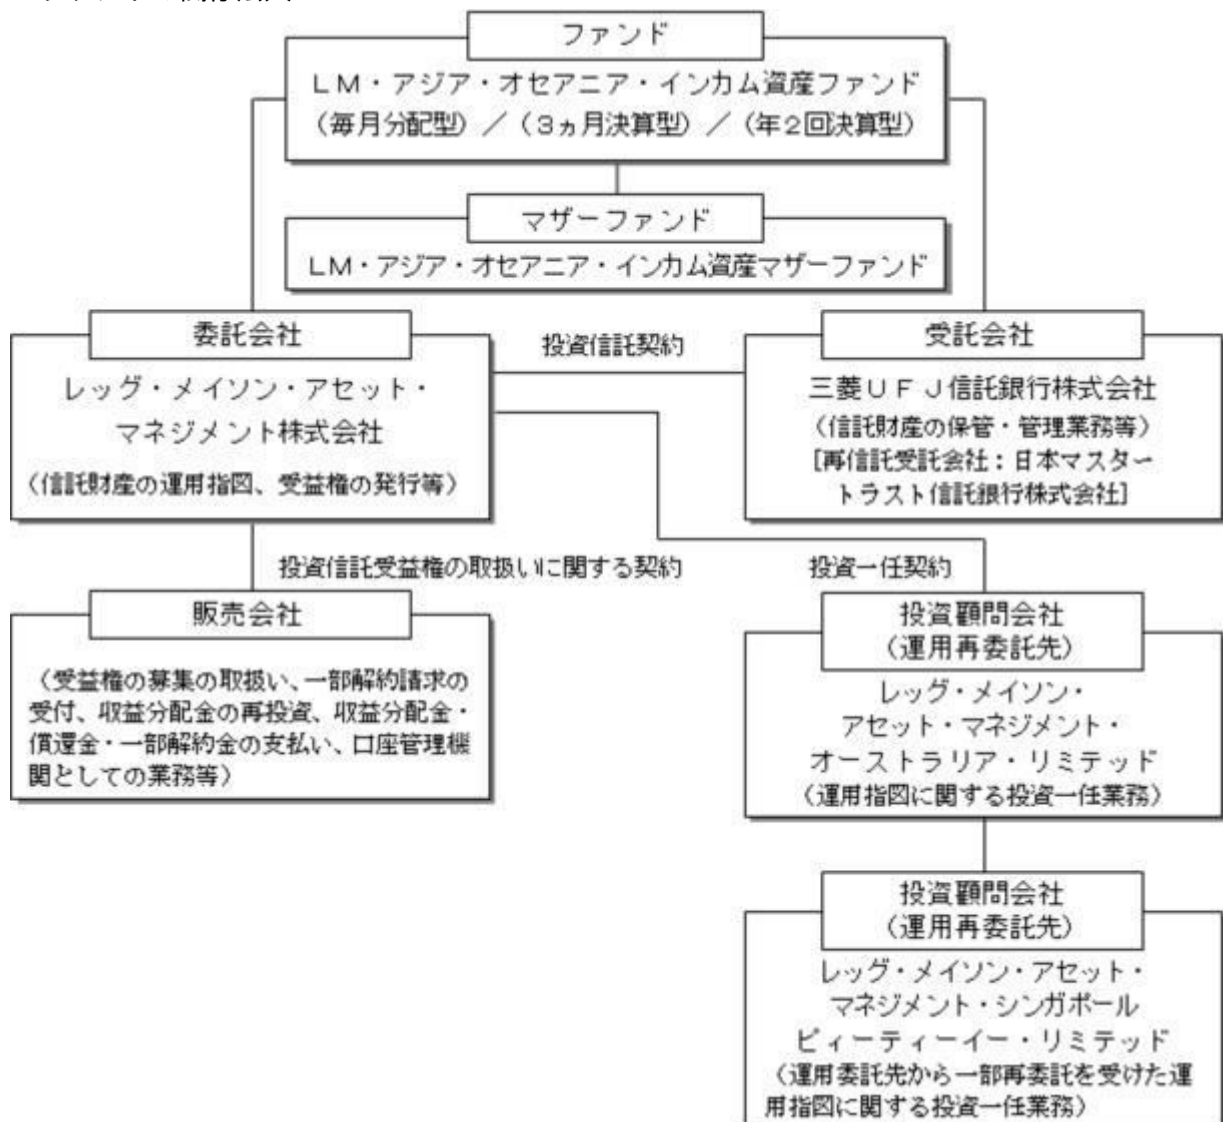 ファンド
LM・アジア・オセアニア・インカム資産ファンド
(毎月分配型)/(3ヵ月決算型)/(年2回決算型)
マザーファンド
LM・アジア・オセアニア・インカム資産マザーファンド
委託会社
レッグ・メイソン・アセット・
マネジメント株式会社
(信託財産の運用指図、受益権の発行等)
投資信託契約
受託会社
三菱UFJ信託銀行株式会社
(信託財産の保管・管理業務等)
[再信託受託会社:日本マスター
トラスト信託銀行株式会社]
投資信託受益権の取扱いに関する契約
投資一任契約
販売会社
(受益権の募集の取扱い、一部解約請求の
受付、収益分配金の再投資、収益分配金・
償還金・一部解約金の支払い、口座管理機
関としての業務等)
投資顧問会社
(運用再委託先)
レッグ・メイソン・
アセット・マネジメント・
オーストラリア・リミテッド
(運用指図に関する投資一任業務)
投資顧問会社
(運用再委託先)
レッグ・メイソン・アセット・
マネジメント・シンガポール
ピィーティーイー・リミテッド
(運用委託先から一部再委託を受けた運
用指図に関する投資一任業務)